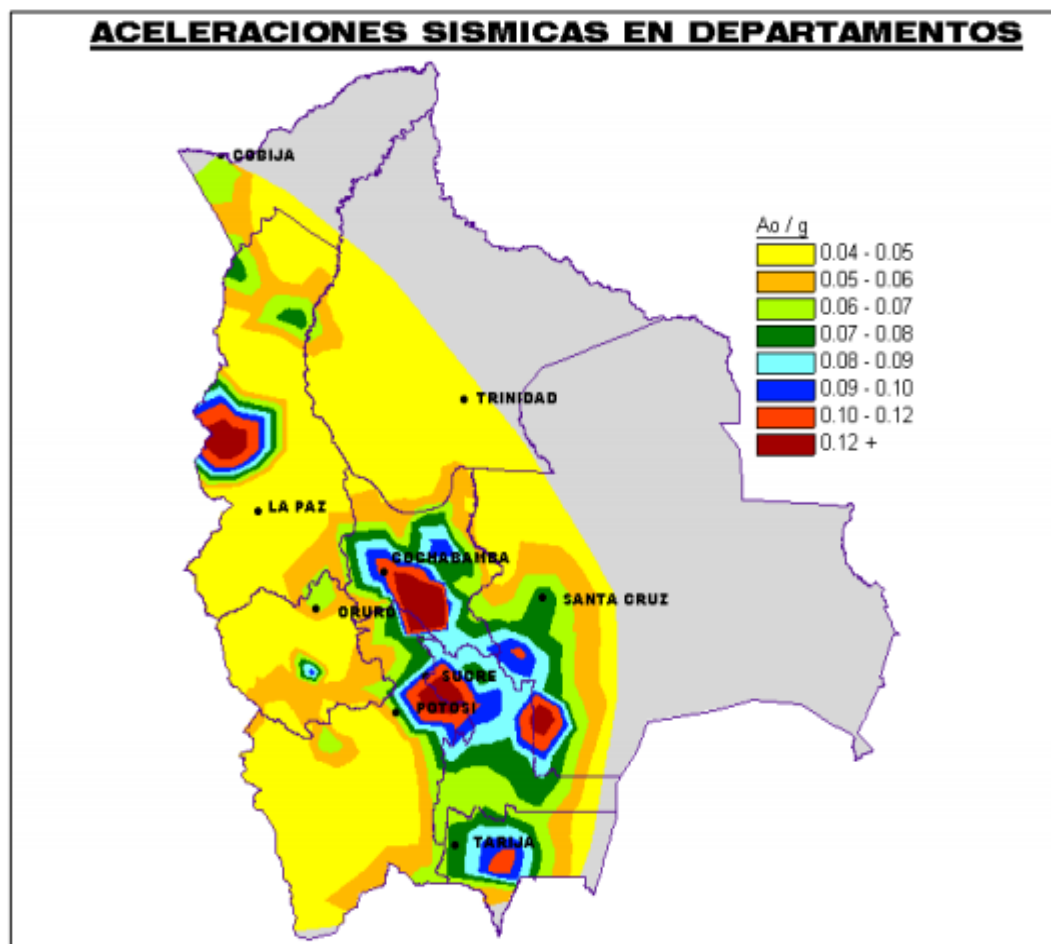 ACELERACIONES SISMICAS EN DEPARTAMENTOS
COBIJA
Ao / g
0.04 - 0.05
0.05 - 0.06
0.06 - 0.07
0.07 - 0.08
0.08 - 0.09
0.09 - 0.10
0.10 - 0.12
0.12 +
TRINIDAD
LA PAZ
COCHABAMBA
SANTA CRUZ
ORURO
SUCRE
POTOSI
TARIJA